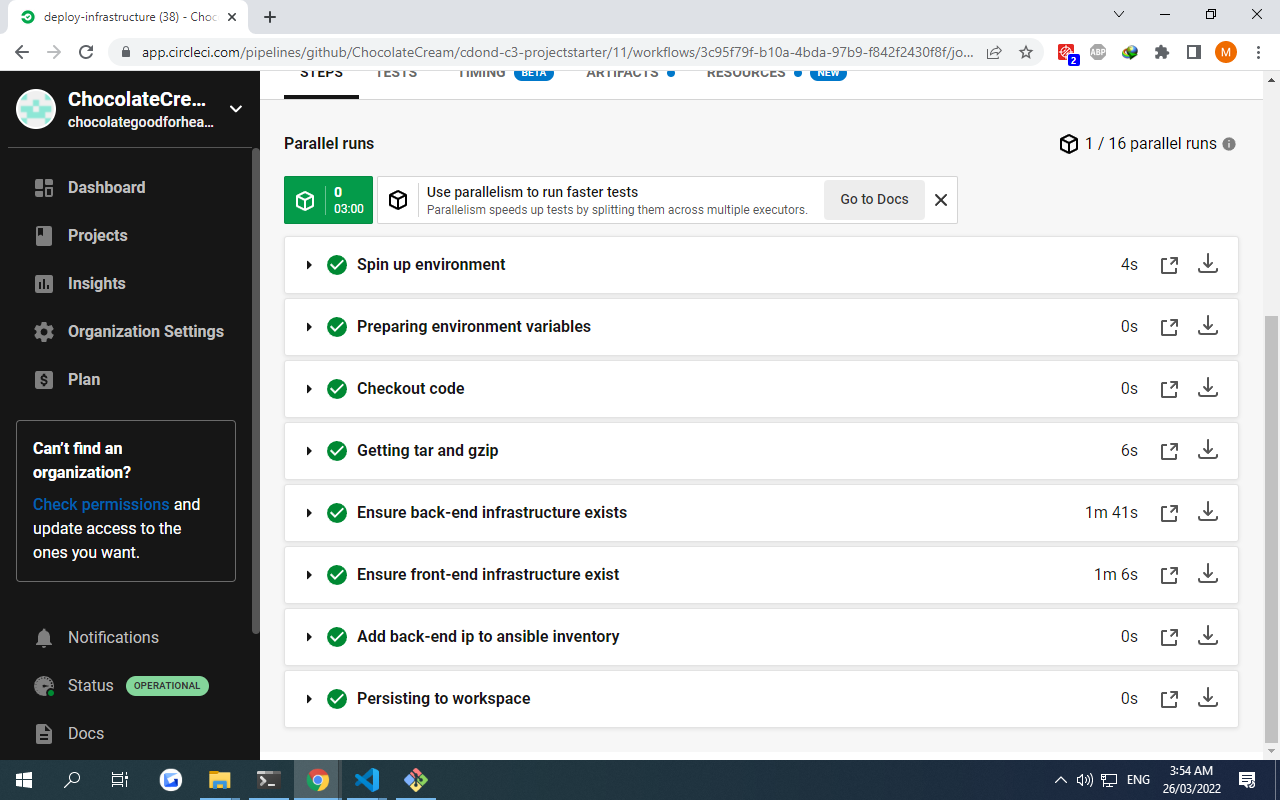 deploy-infrastructure (38) - Choc
app.circleci.com/pipelines/github/ChocolateCream/cdond-c3-projectstarter/11/workflows/3c95f79f-b10a-4bda-97b9-f842f2430f8f/jo...
2
ABP
M
STEPS
TESTS
TIMING
BETA
ARTIFACTS
RESOURCES
NEW
ChocolateCre...
chocolategoodforhea...
Dashboard
Projects
Insights
Organization Settings
Plan
Can't find an
organization?
Check permissions and
update access to the
ones you want.
Notifications
Status OPERATIONAL
Docs
Parallel runs
1 / 16 parallel runs
0
03:00
Use parallelism to run faster tests
Parallelism speeds up tests by splitting them across multiple executors.
Go to Docs
Spin up environment 4s
Preparing environment variables 0s
Checkout code 0s
Getting tar and gzip 6s
Ensure back-end infrastructure exists 1m 41s
Ensure front-end infrastructure exist 1m 6s
Add back-end ip to ansible inventory 0s
Persisting to workspace 0s
ENG
3:54 AM
26/03/2022